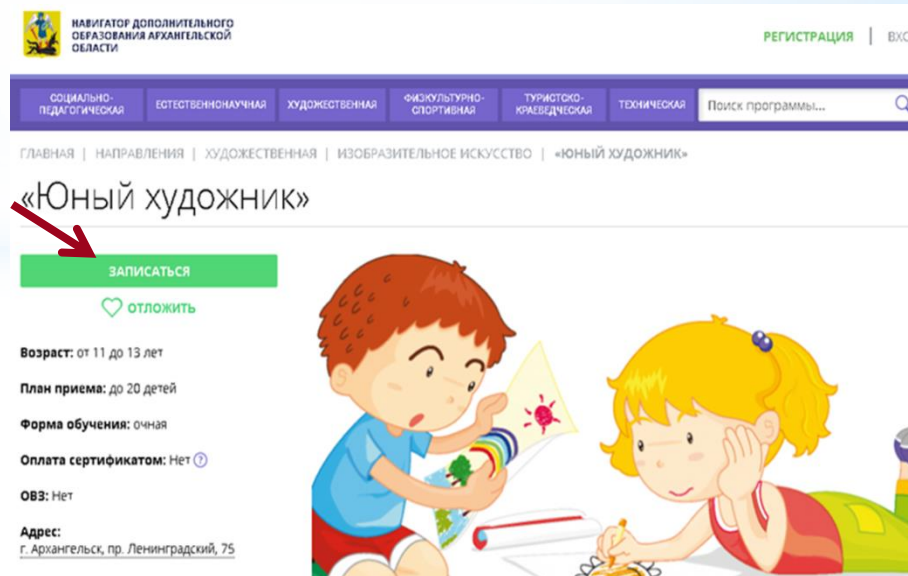 НАВИГАТОР ДОПОЛНИТЕЛЬНОГО
ОБРАЗОВАНИЯ АРХАНГЕЛЬСКОЙ
ОБЛАСТИ
РЕГИСТРАЦИЯ | ВХО
СОЦИАЛЬНО-
ПЕДАГОГИЧЕСКАЯ
ЕСТЕСТВЕННОНАУЧНАЯ
ХУДОЖЕСТВЕННАЯ
ФИЗКУЛЬТУРНО-
СПОРТИВНАЯ
ТУРИСТСКО-
КРАЕВЕДЧЕСКАЯ
ТЕХНИЧЕСКАЯ
Поиск программы...
ГЛАВНАЯ | НАПРАВЛЕНИЯ | ХУДОЖЕСТВЕННАЯ | ИЗОБРАЗИТЕЛЬНОЕ ИСКУССТВО | «ЮНЫЙ ХУДОЖНИК»
«Юный художник»
ЗАПИСАТЬСЯ
ОТЛОЖИТЬ
Возраст: от 11 до 13 лет
План приема: до 20 детей
Форма обучения: очная
Оплата сертификатом: Нет ?
ОВЗ: Нет
Адрес:
г. Архангельск, пр. Ленинградский, 75